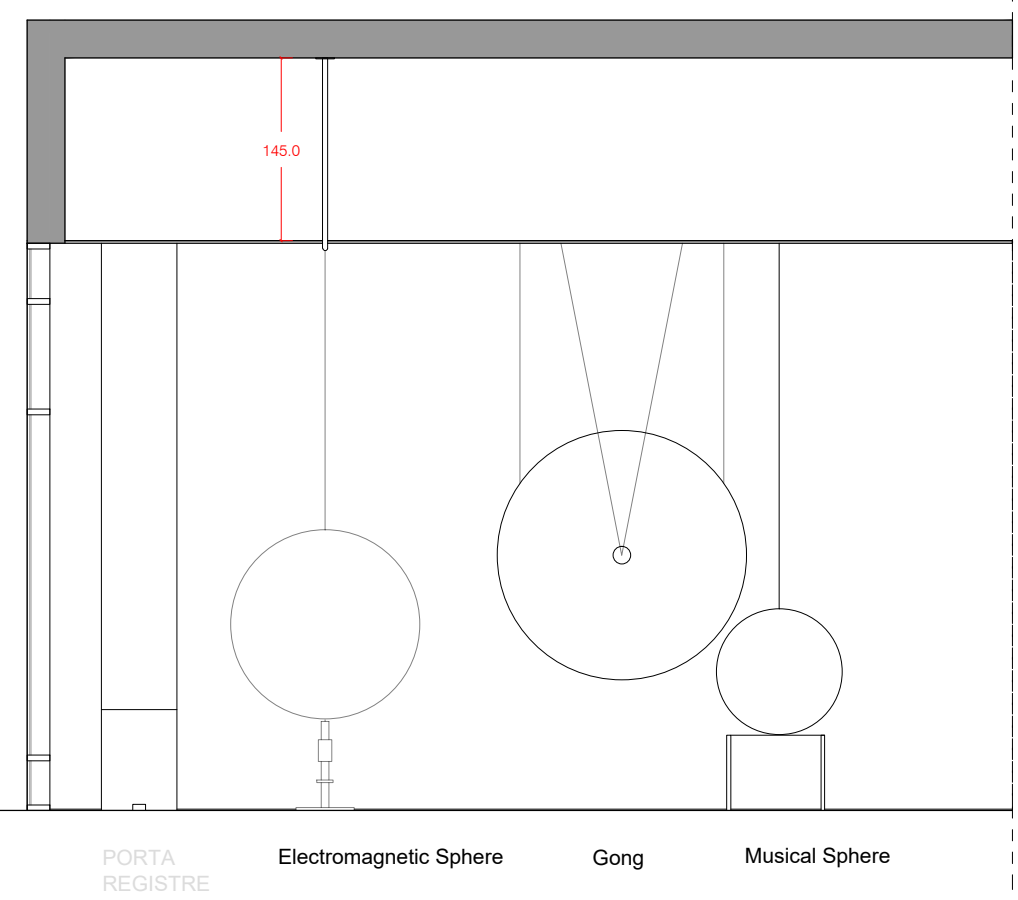 145.0
PORTA
REGISTRE
Electromagnetic Sphere
Gong
Musical Sphere